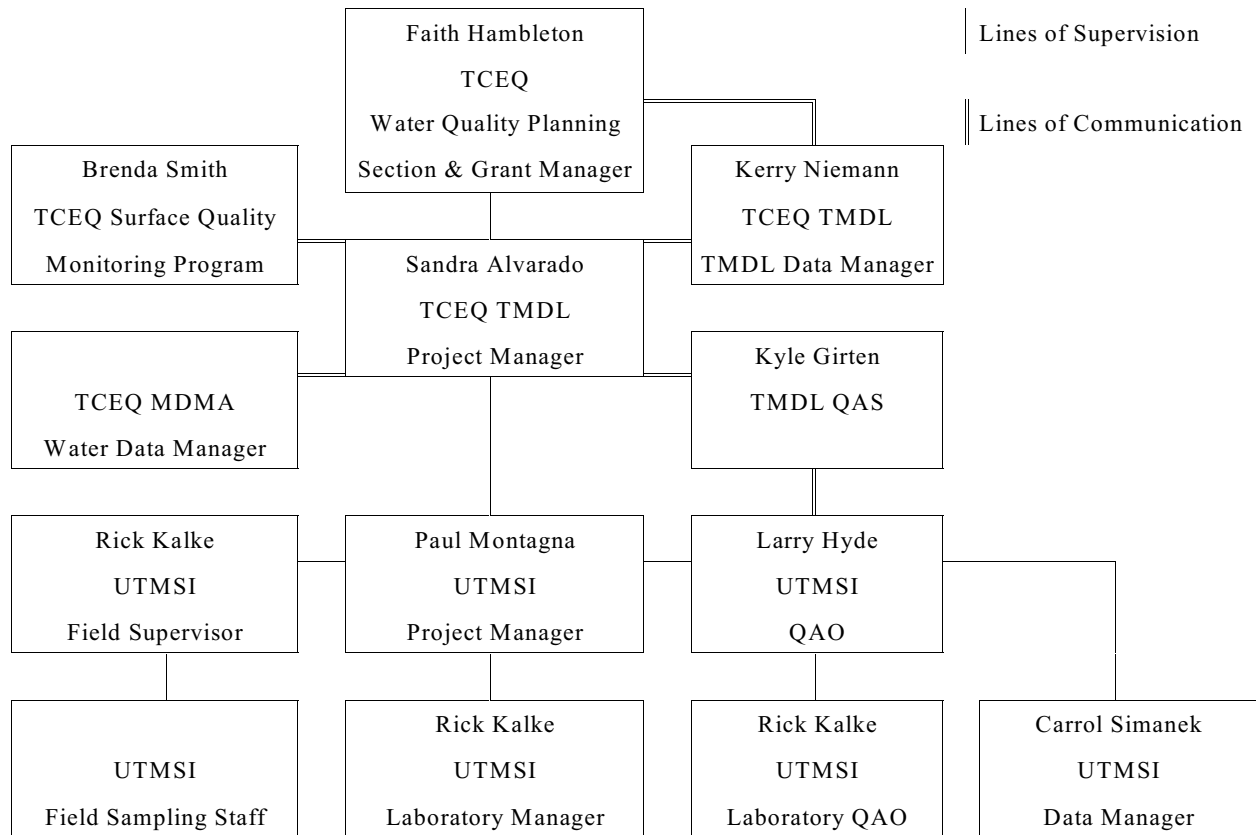 Faith Hambleton
TCEQ
Water Quality Planning
Section & Grant Manager
Lines of Supervision
Lines of Communication
Brenda Smith
TCEQ Surface Quality
Monitoring Program
Kerry Niemann
TCEQ TMDL
TMDL Data Manager
Sandra Alvarado
TCEQ TMDL
Project Manager
TCEQ MDMA
Water Data Manager
Kyle Girten
TMDL QAS
Rick Kalke
UTMSI
Field Supervisor
Paul Montagna
UTMSI
Project Manager
Larry Hyde
UTMSI
QAO
UTMSI
Field Sampling Staff
Rick Kalke
UTMSI
Laboratory Manager
Rick Kalke
UTMSI
Laboratory QAO
Carrol Simanek
UTMSI
Data Manager